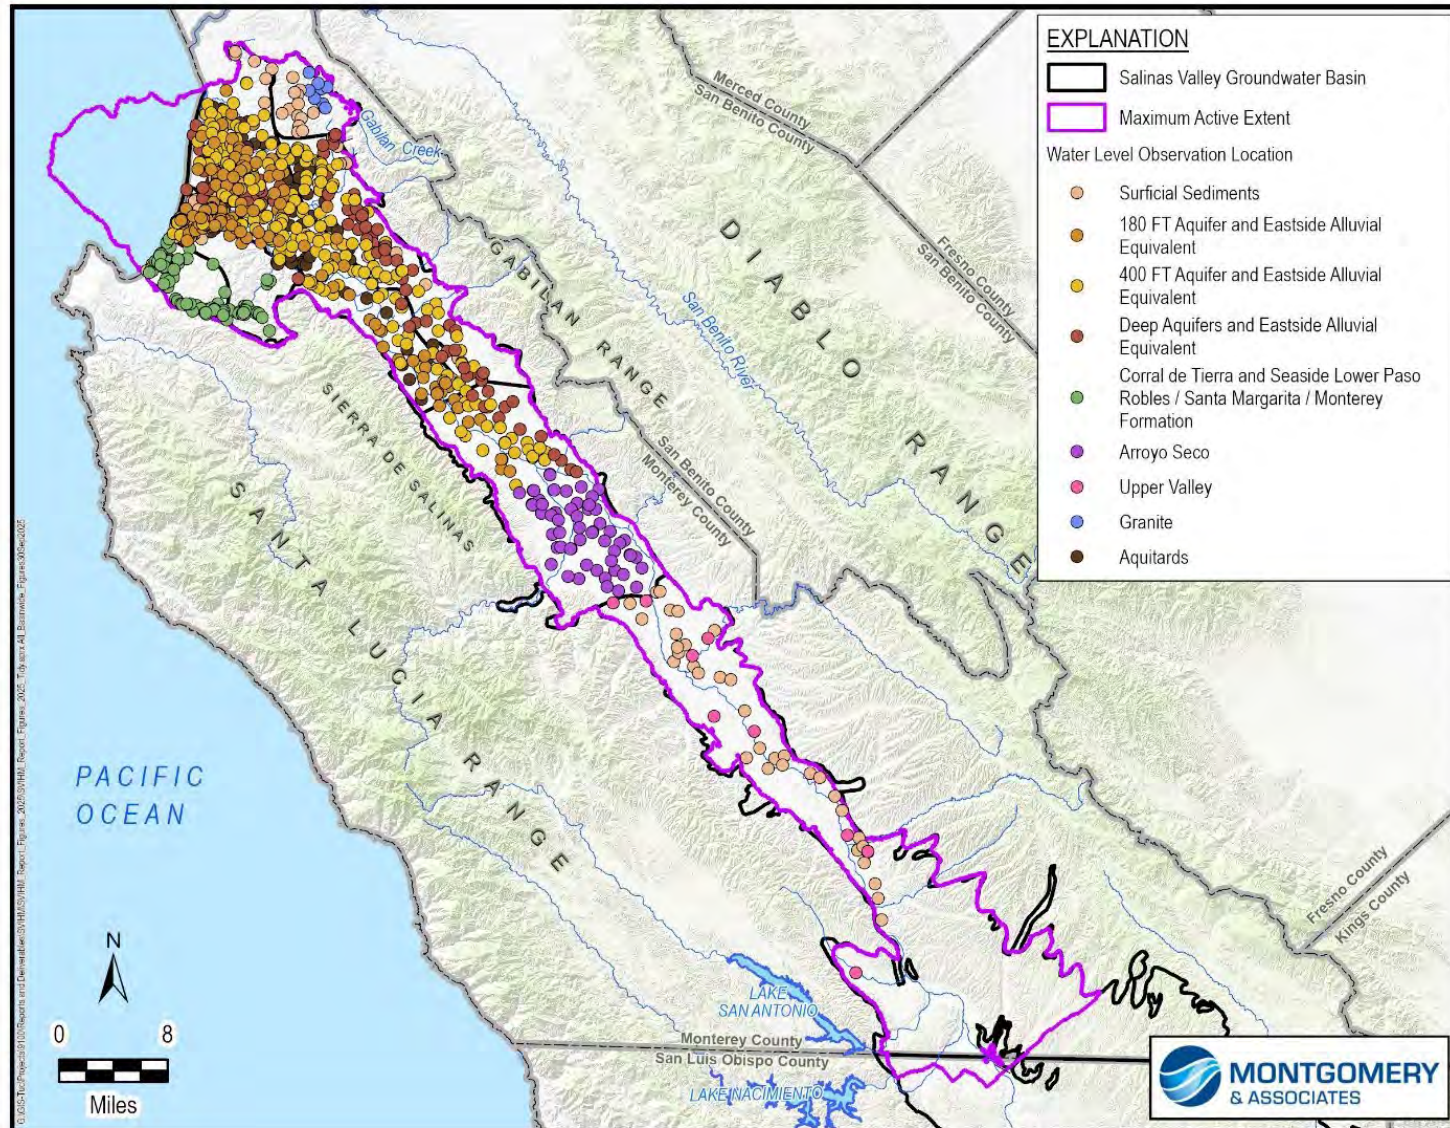 EXPLANATION
Salinas Valley Groundwater Basin
Maximum Active Extent
Water Level Observation Location
Surficial Sediments
180 FT Aquifer and Eastside Alluvial
Equivalent
400 FT Aquifer and Eastside Alluvial
Equivalent
Deep Aquifers and Eastside Alluvial
Equivalent
Corral de Tierra and Seaside Lower Paso
Robles / Santa Margarita / Monterey
Formation
Arroyo Seco
Upper Valley
Granite
Aquitards
Merced County
San Benito County
Fresno County
San Benito County
Gabilan Creek
DIABLO RANGE
GABILAN RANGE
San Benito River
SIERRA DE SALINAS
San Benito County
Monterey County
SANTA LUCIA RANGE
PACIFIC
OCEAN
Fresno County
Kings County
N
0 8
Miles
LAKE
SAN ANTONIO
Monterey County
San Luis Obispo County
LAKE NACIMIENTO
MONTGOMERY
& ASSOCIATES